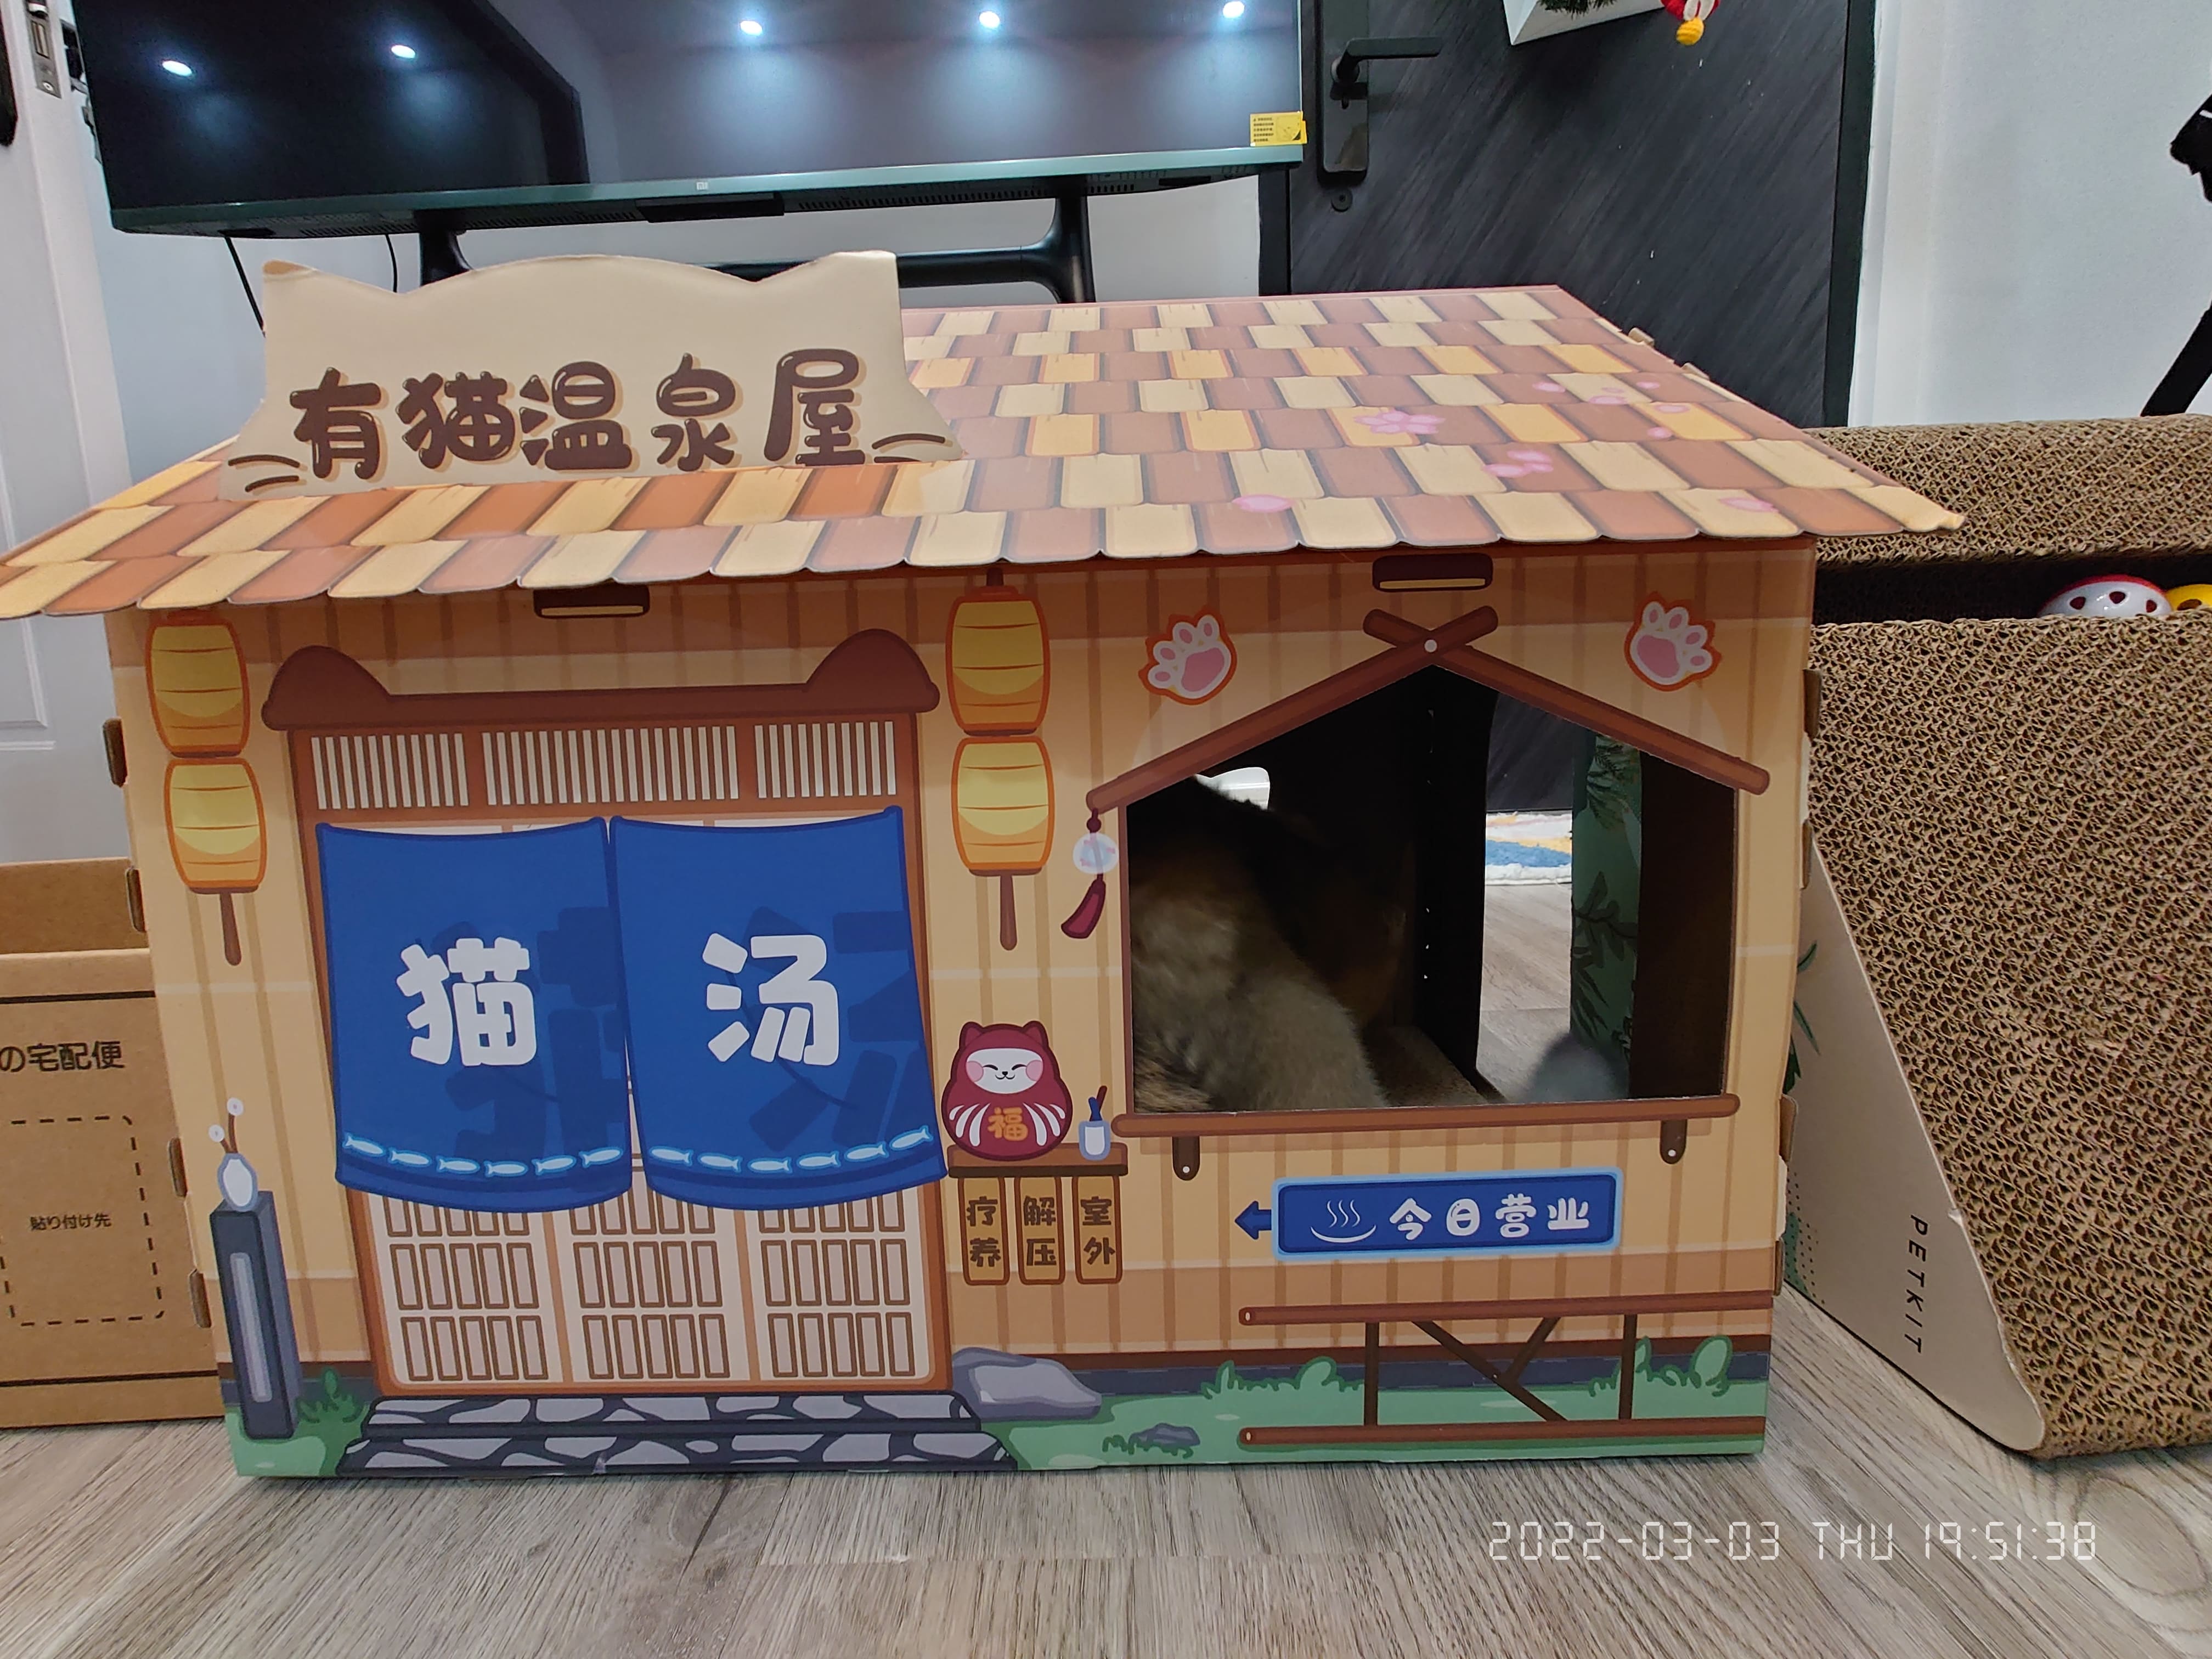 有猫温泉屋
猫 汤
福
疗养
解压
室外
今日营业
の宅配便
貼り付け先
PETKIT
2022-03-03 THU 19:51:38